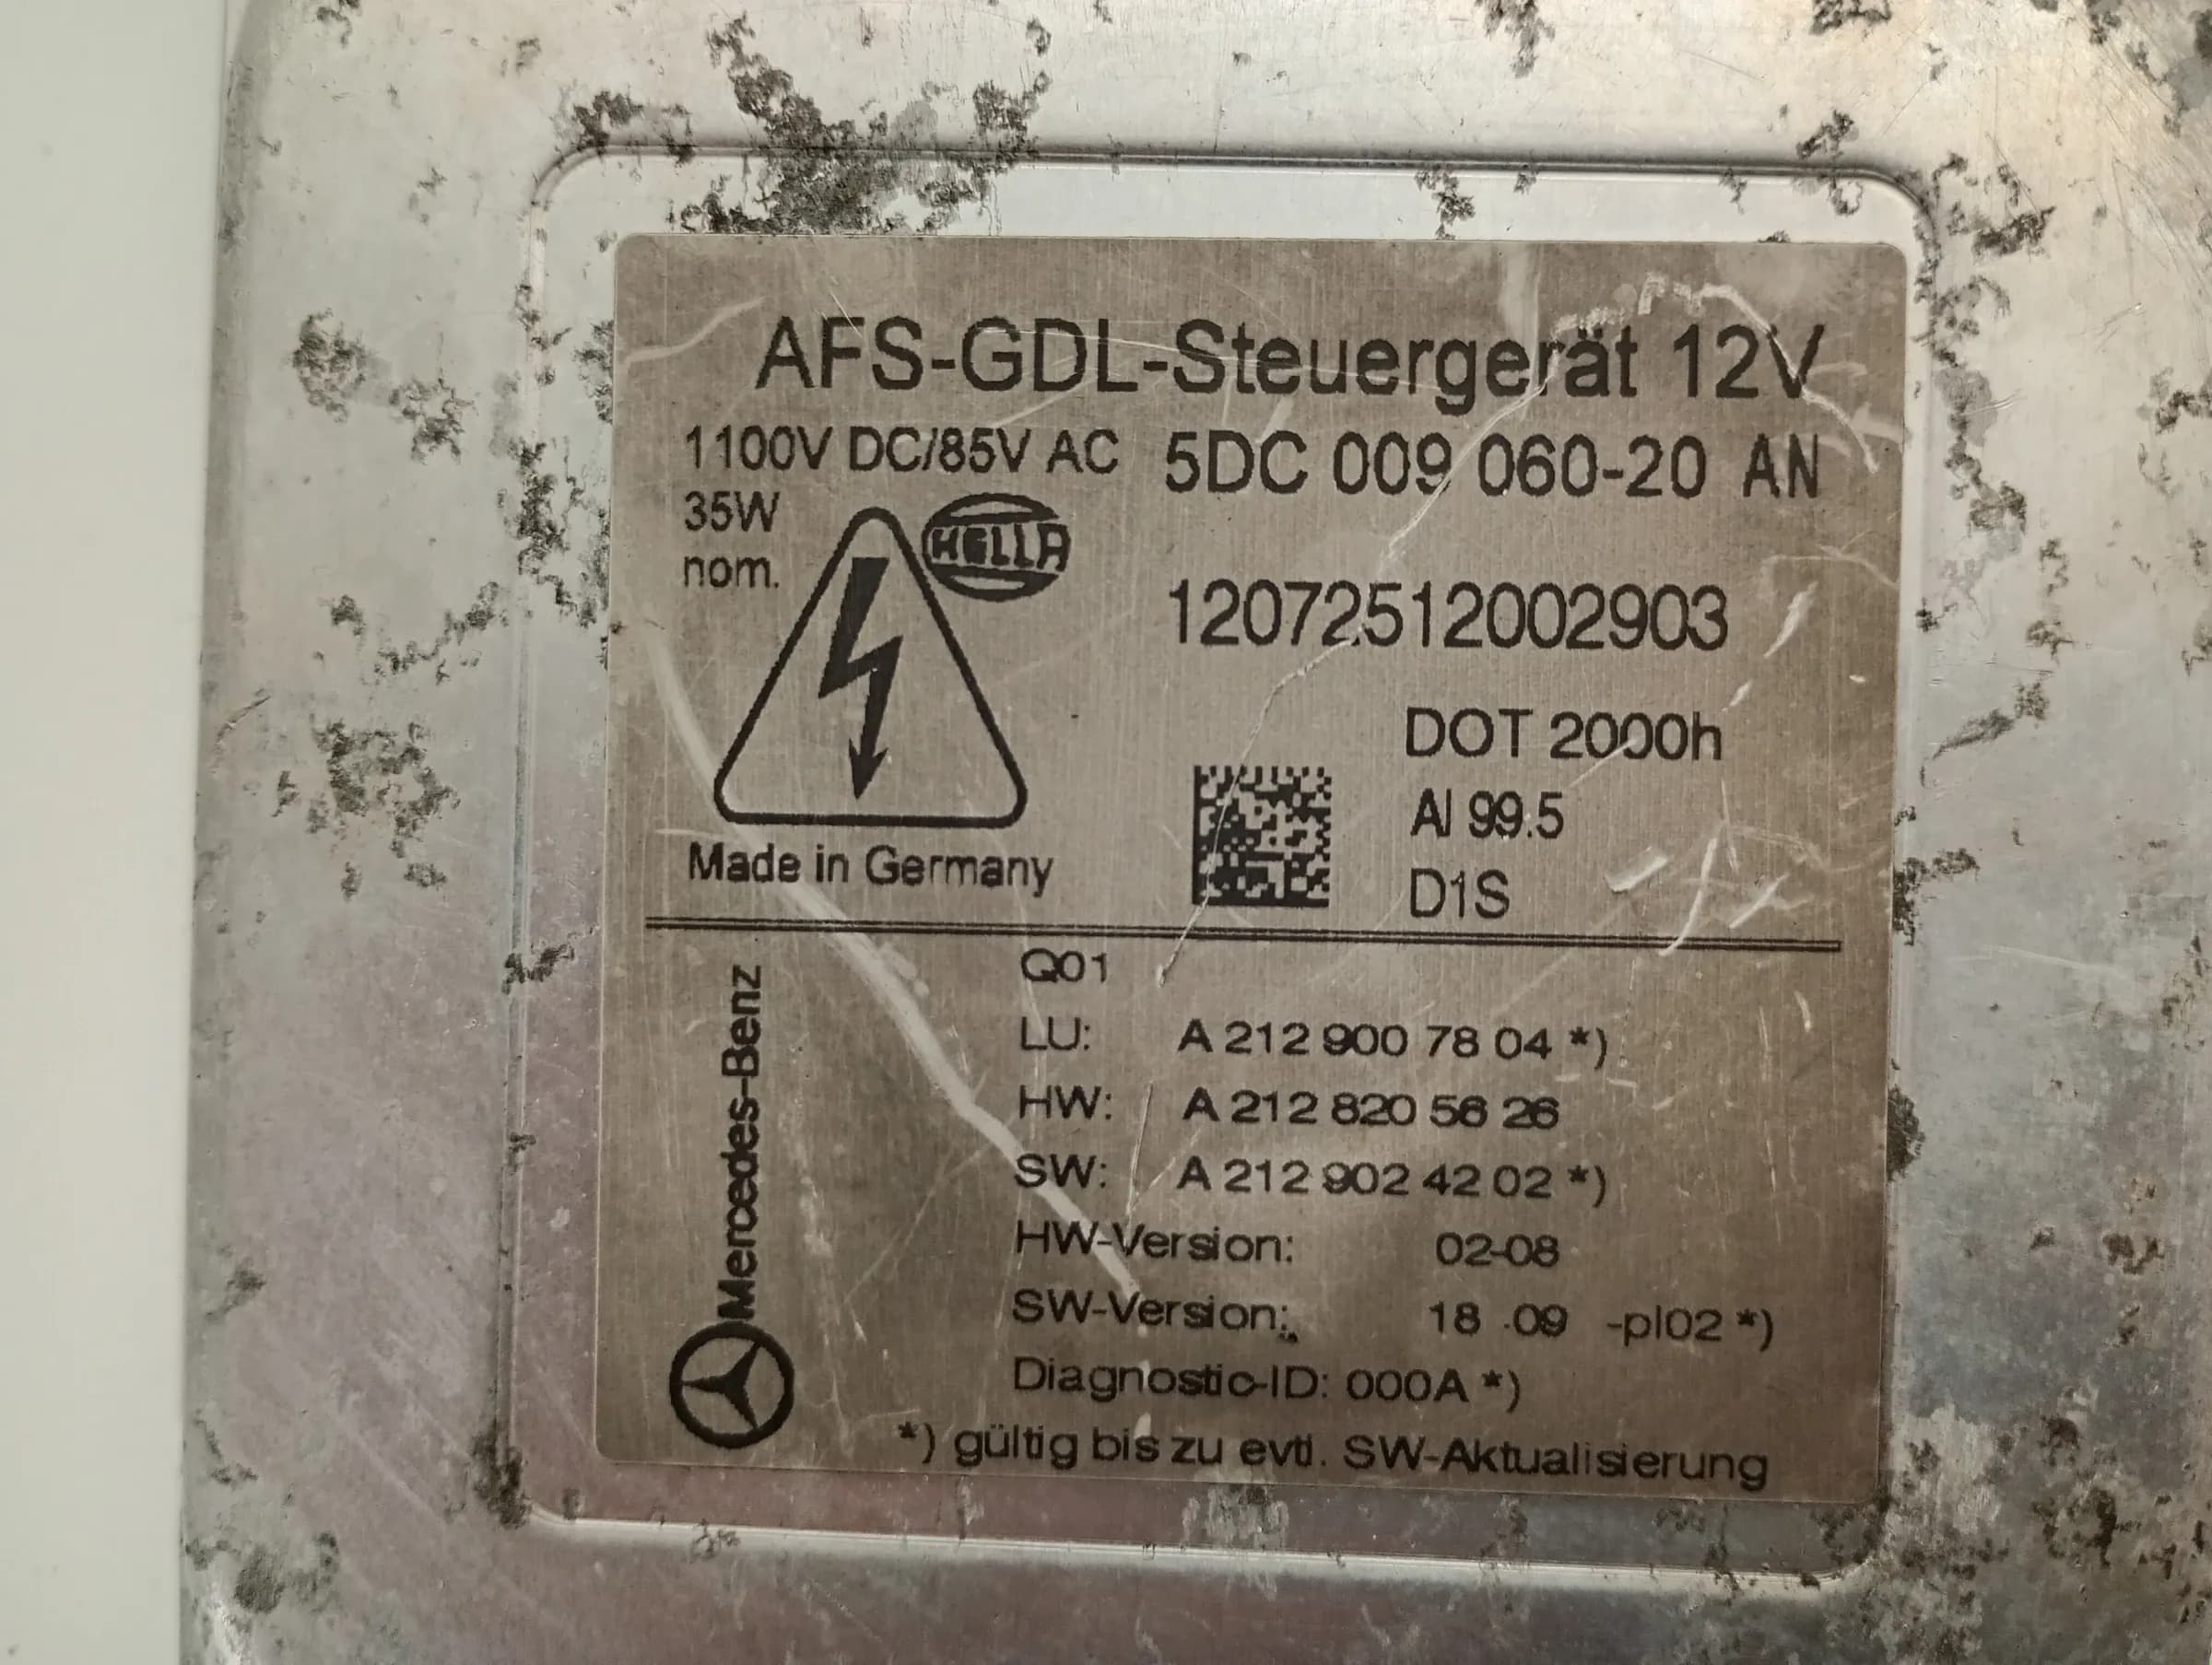 AFS-GDL-Steuergerät 12V
1100V DC/85V AC 5DC 009 060-20 AN
35W
nom.
HELLA
12072512002903
DOT 2000h
Al 99.5
D1S
Made in Germany
Mercedes-Benz
Q01
LU: A 212 900 78 04 *)
HW: A 212 820 56 26
SW: A 212 902 42 02 *)
HW-Version: 02-08
SW-Version: 18 .09 -pl02 *)
Diagnostic-ID: 000A *)
*) gültig bis zu evtl. SW-Aktualisierung